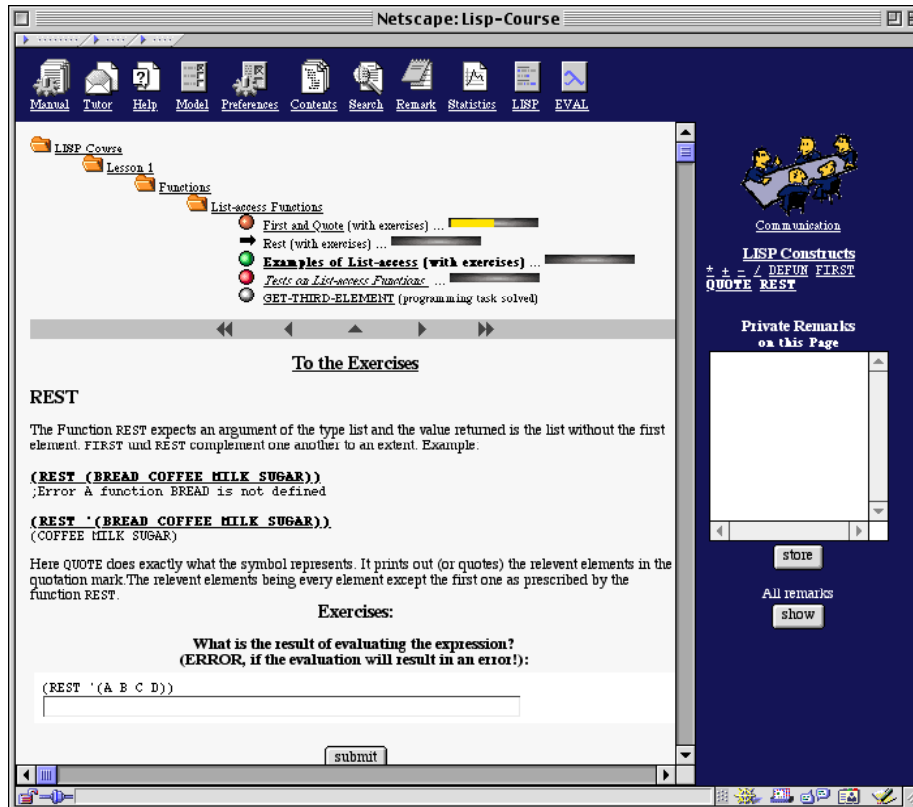 Netscape: Lisp-Course
Manual Tutor Help Model Preferences Contents Search Remark Statistics LISP EVAL
LISP Course
Lesson 1
Functions
List-access Functions
First and Quote (with exercises) ...
Rest (with exercises) ...
Examples of List-access (with exercises) ...
Tests on List-access Functions ...
GET-THIRD-ELEMENT (programming task solved)
To the Exercises
REST
The Function REST expects an argument of the type list and the value returned is the list without the first
element. FIRST und REST complement one another to an extent. Example:
(REST (BREAD COFFEE MILK SUGAR))
;Error A function BREAD is not defined
(REST '(BREAD COFFEE MILK SUGAR))
(COFFEE MILK SUGAR)
Here QUOTE does exactly what the symbol represents. It prints out (or quotes) the relevent elements in the
quotation mark.The relevent elements being every element except the first one as prescribed by the
function REST.
Exercises:
What is the result of evaluating the expression?
(ERROR, if the evaluation will result in an error!):
(REST '(A B C D))
submit
Communication
LISP Constructs
* + - / DEFUN FIRST
QUOTE REST
Private Remarks
on this Page
store
All remarks
show